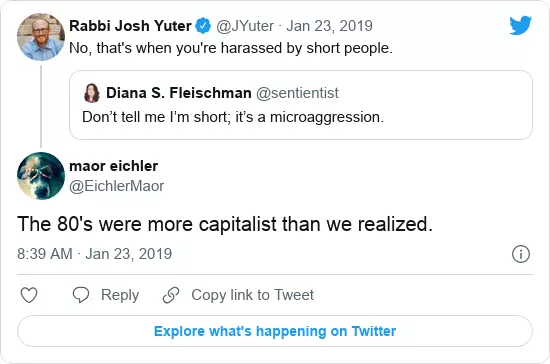 Rabbi Josh Yuter @JYuter · Jan 23, 2019
No, that's when you're harassed by short people.
Diana S. Fleischman @sentientist
Don’t tell me I’m short; it’s a microaggression.
maor eichler
@EichlerMaor
The 80's were more capitalist than we realized.
8:39 AM · Jan 23, 2019
Reply Copy link to Tweet
Explore what's happening on Twitter